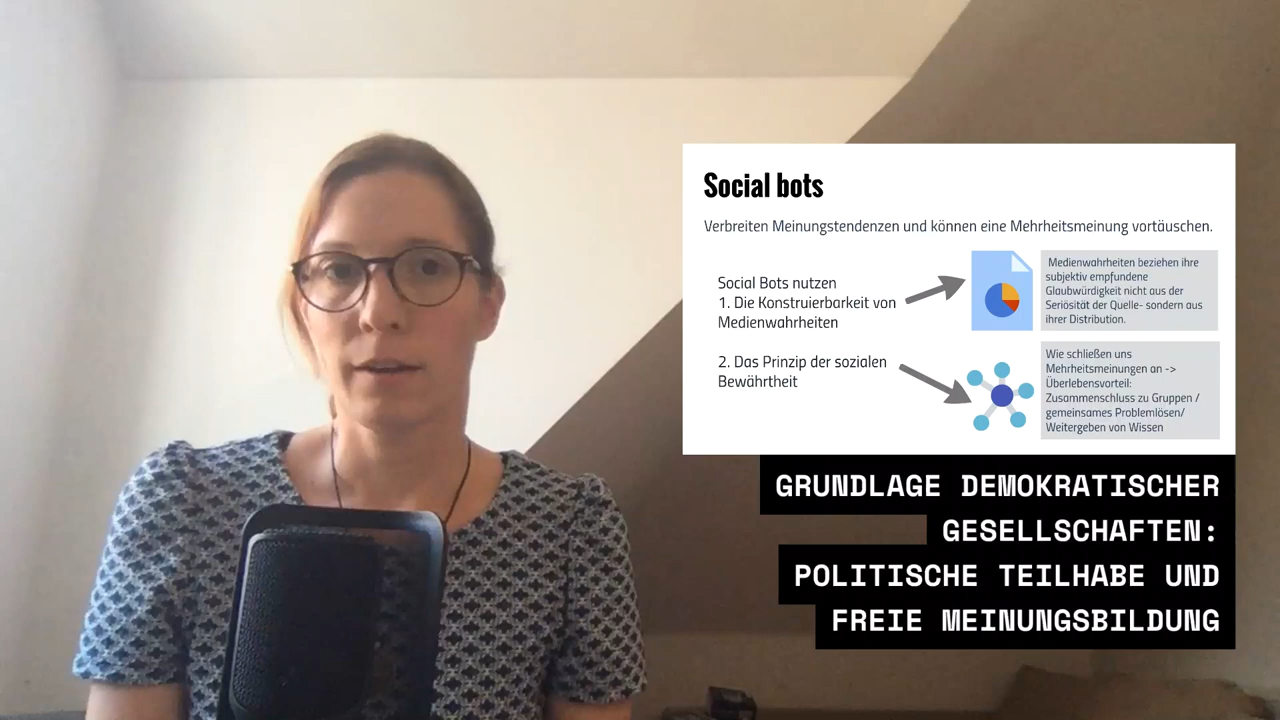 Social bots
Verbreiten Meinungstendenzen und können eine Mehrheitsmeinung vortäuschen.
Social Bots nutzen
1. Die Konstruierbarkeit von
Medienwahrheiten
Medienwahrheiten beziehen ihre
subjektiv empfundene
Glaubwürdigkeit nicht aus der
Seriösität der Quelle- sondern aus
ihrer Distribution.
2. Das Prinzip der sozialen
Bewährtheit
Wie schließen uns
Mehrheitsmeinungen an ->
Überlebensvorteil:
Zusammenschluss zu Gruppen /
gemeinsames Problemlösen/
Weitergeben von Wissen
GRUNDLAGE DEMOKRATISCHER
GESELLSCHAFTEN:
POLITISCHE TEILHABE UND
FREIE MEINUNGSBILDUNG